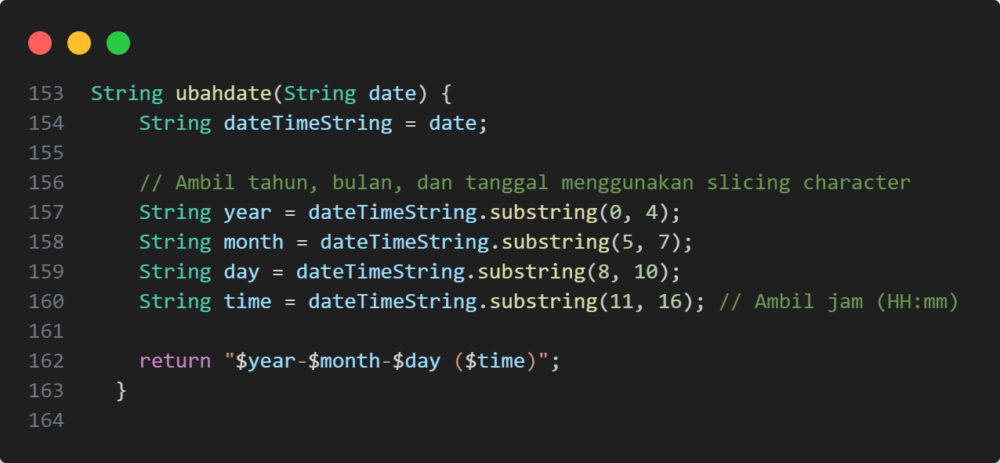 153 String ubahdate(String date) {
154     String dateTimeString = date;
155
156     // Ambil tahun, bulan, dan tanggal menggunakan slicing character
157     String year = dateTimeString.substring(0, 4);
158     String month = dateTimeString.substring(5, 7);
159     String day = dateTimeString.substring(8, 10);
160     String time = dateTimeString.substring(11, 16); // Ambil jam (HH:mm)
161
162     return "$year-$month-$day ($time)";
163   }
164